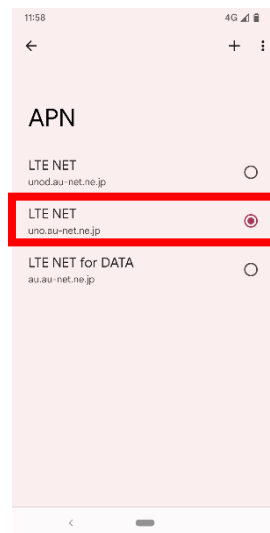 11:58
4G
APN
LTE NET
unod.au-net.ne.jp
LTE NET
uno.au-net.ne.jp
LTE NET for DATA
au.au-net.ne.jp